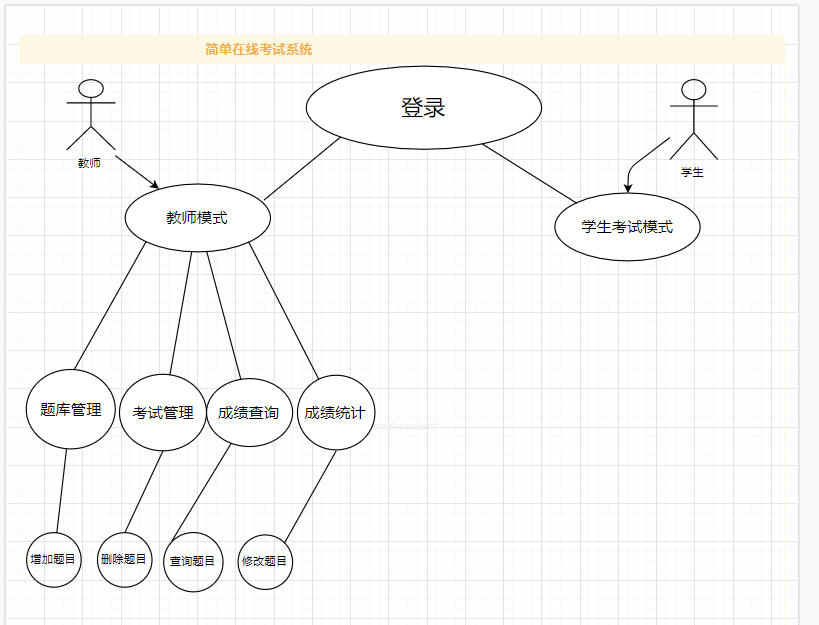 简单在线考试系统
登录
教师
学生
教师模式
学生考试模式
题库管理
考试管理
成绩查询
成绩统计
增加题目
删除题目
查询题目
修改题目